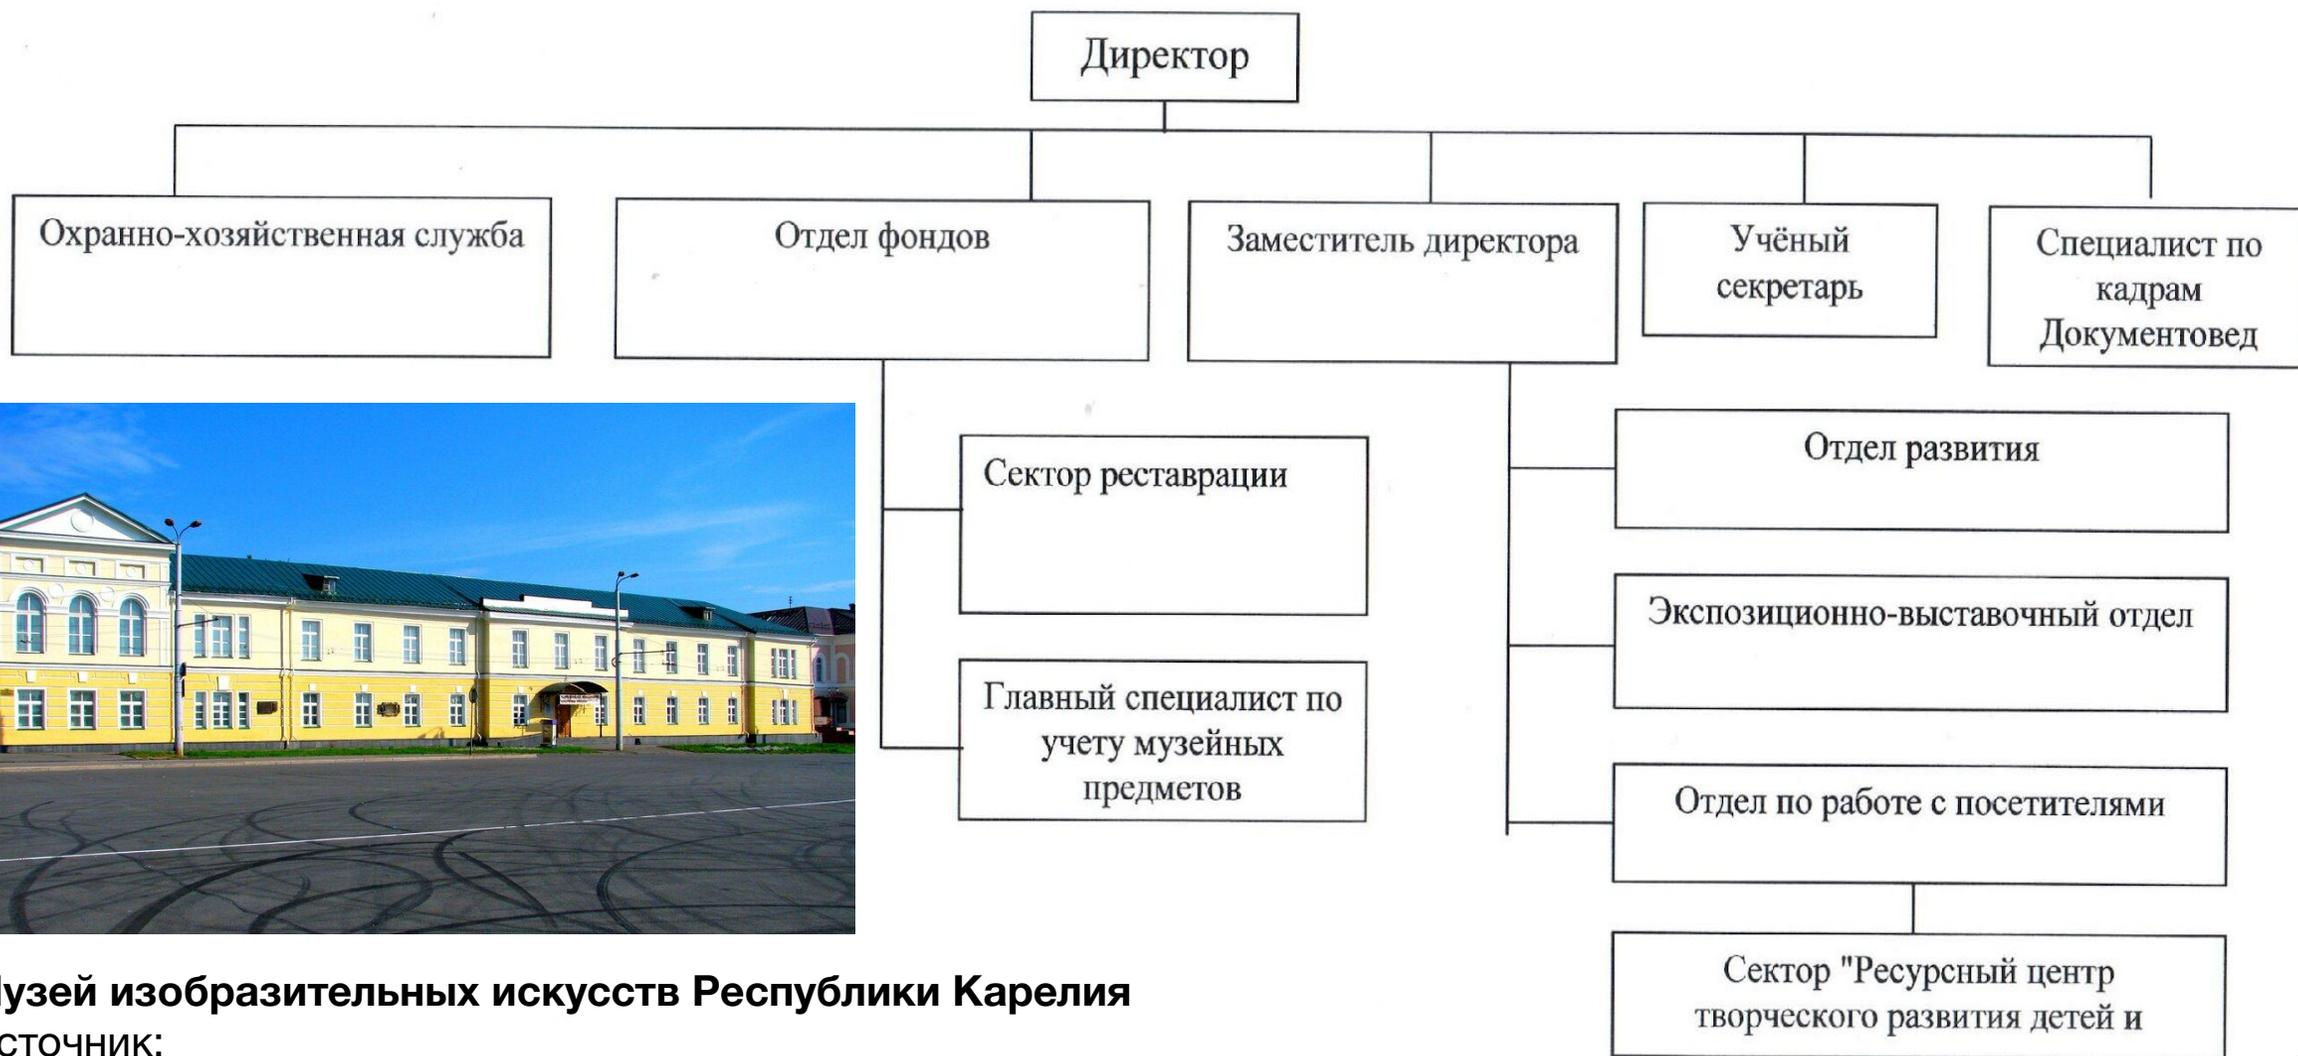 Директор
Охранно-хозяйственная служба
Отдел фондов
Заместитель директора
Учёный
секретарь
Специалист по
кадрам
Документовед
Сектор реставрации
Главный специалист по
учету музейных
предметов
Отдел развития
Экспозиционно-выставочный отдел
Отдел по работе с посетителями
Сектор "Ресурсный центр
творческого развития детей и
узей изобразительных искусств Республики Карелия
сточник: